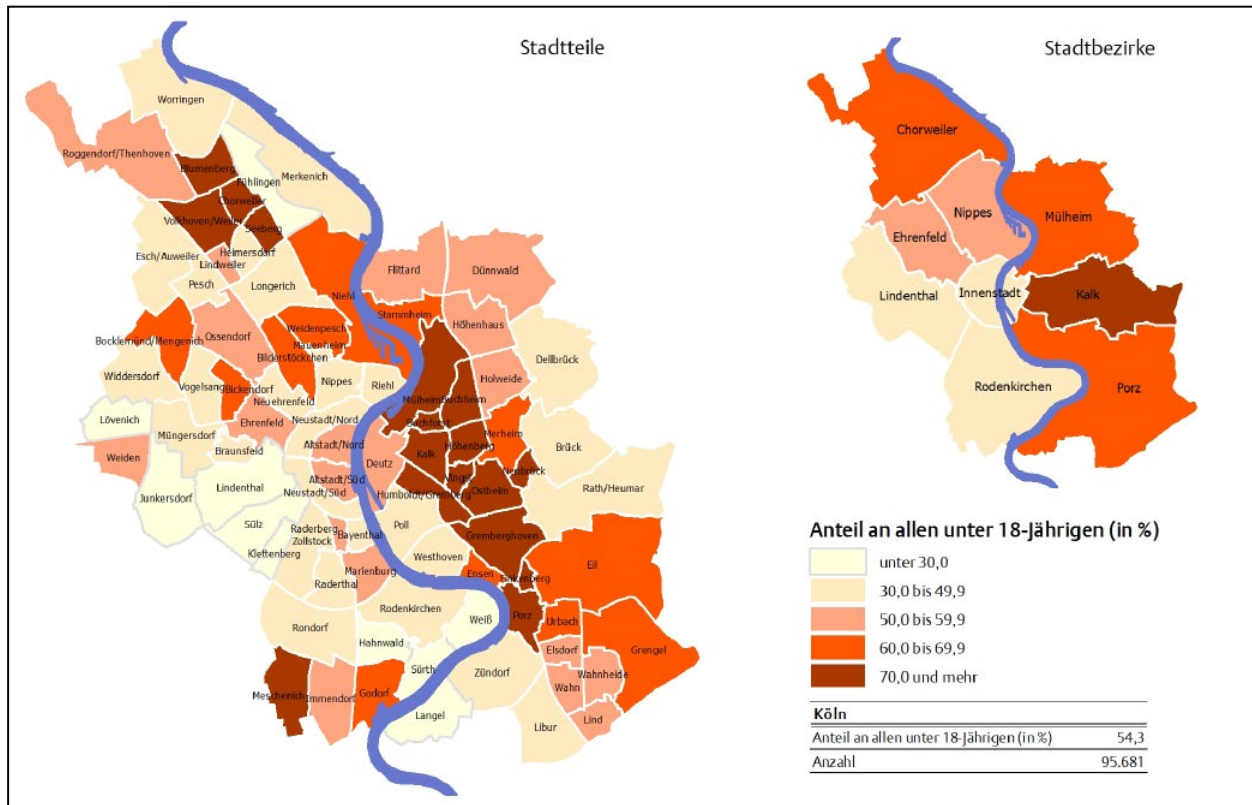 Stadtteile
Worringen
Roggendorf/Thenhoven
Blumenberg
Fühlingen
Merkenich
Chorweiler
Volkhoven/Weiler
Seeberg
Esch/Auweiler
Heimersdorf
Lindweiler
Pesch
Longerich
Niehl
Flittard
Dünnwald
Stammheim
Höhenhaus
Bocklemünd/Mengenich
Ossendorf
Weidenpesch
Mauenheim
Bilderstöckchen
Dellbrück
Widdersdorf
Vogelsang
Bickendorf
Nippes
Riehl
Holweide
Neuehrenfeld
Mülheim
Buchheim
Lövenich
Ehrenfeld
Neustadt/Nord
Buchforst
Merheim
Müngersdorf
Altstadt/Nord
Höhenberg
Brück
Braunsfeld
Kalk
Weiden
Deutz
Neubrück
Vingst
Altstadt/Süd
Ostheim
Rath/Heumar
Junkersdorf
Lindenthal
Neustadt/Süd
Humboldt/Gremberg
Sülz
Raderberg
Poll
Zollstock
Bayenthal
Gremberghoven
Klettenberg
Westhoven
Marienburg
Ensen
Eil
Raderthal
Finkenberg
Rodenkirchen
Porz
Rondorf
Weiß
Urbach
Hahnwald
Elsdorf
Grengel
Sürth
Zündorf
Wahnheide
Meschenich
Immendorf
Godorf
Wahn
Langel
Lind
Libur
Stadtbezirke
Chorweiler
Nippes
Mülheim
Ehrenfeld
Lindenthal
Innenstadt
Kalk
Rodenkirchen
Porz
Anteil an allen unter 18-Jährigen (in %)
unter 30,0
30,0 bis 49,9
50,0 bis 59,9
60,0 bis 69,9
70,0 und mehr
Köln
Anteil an allen unter 18-Jährigen (in %) 54,3
Anzahl 95.681